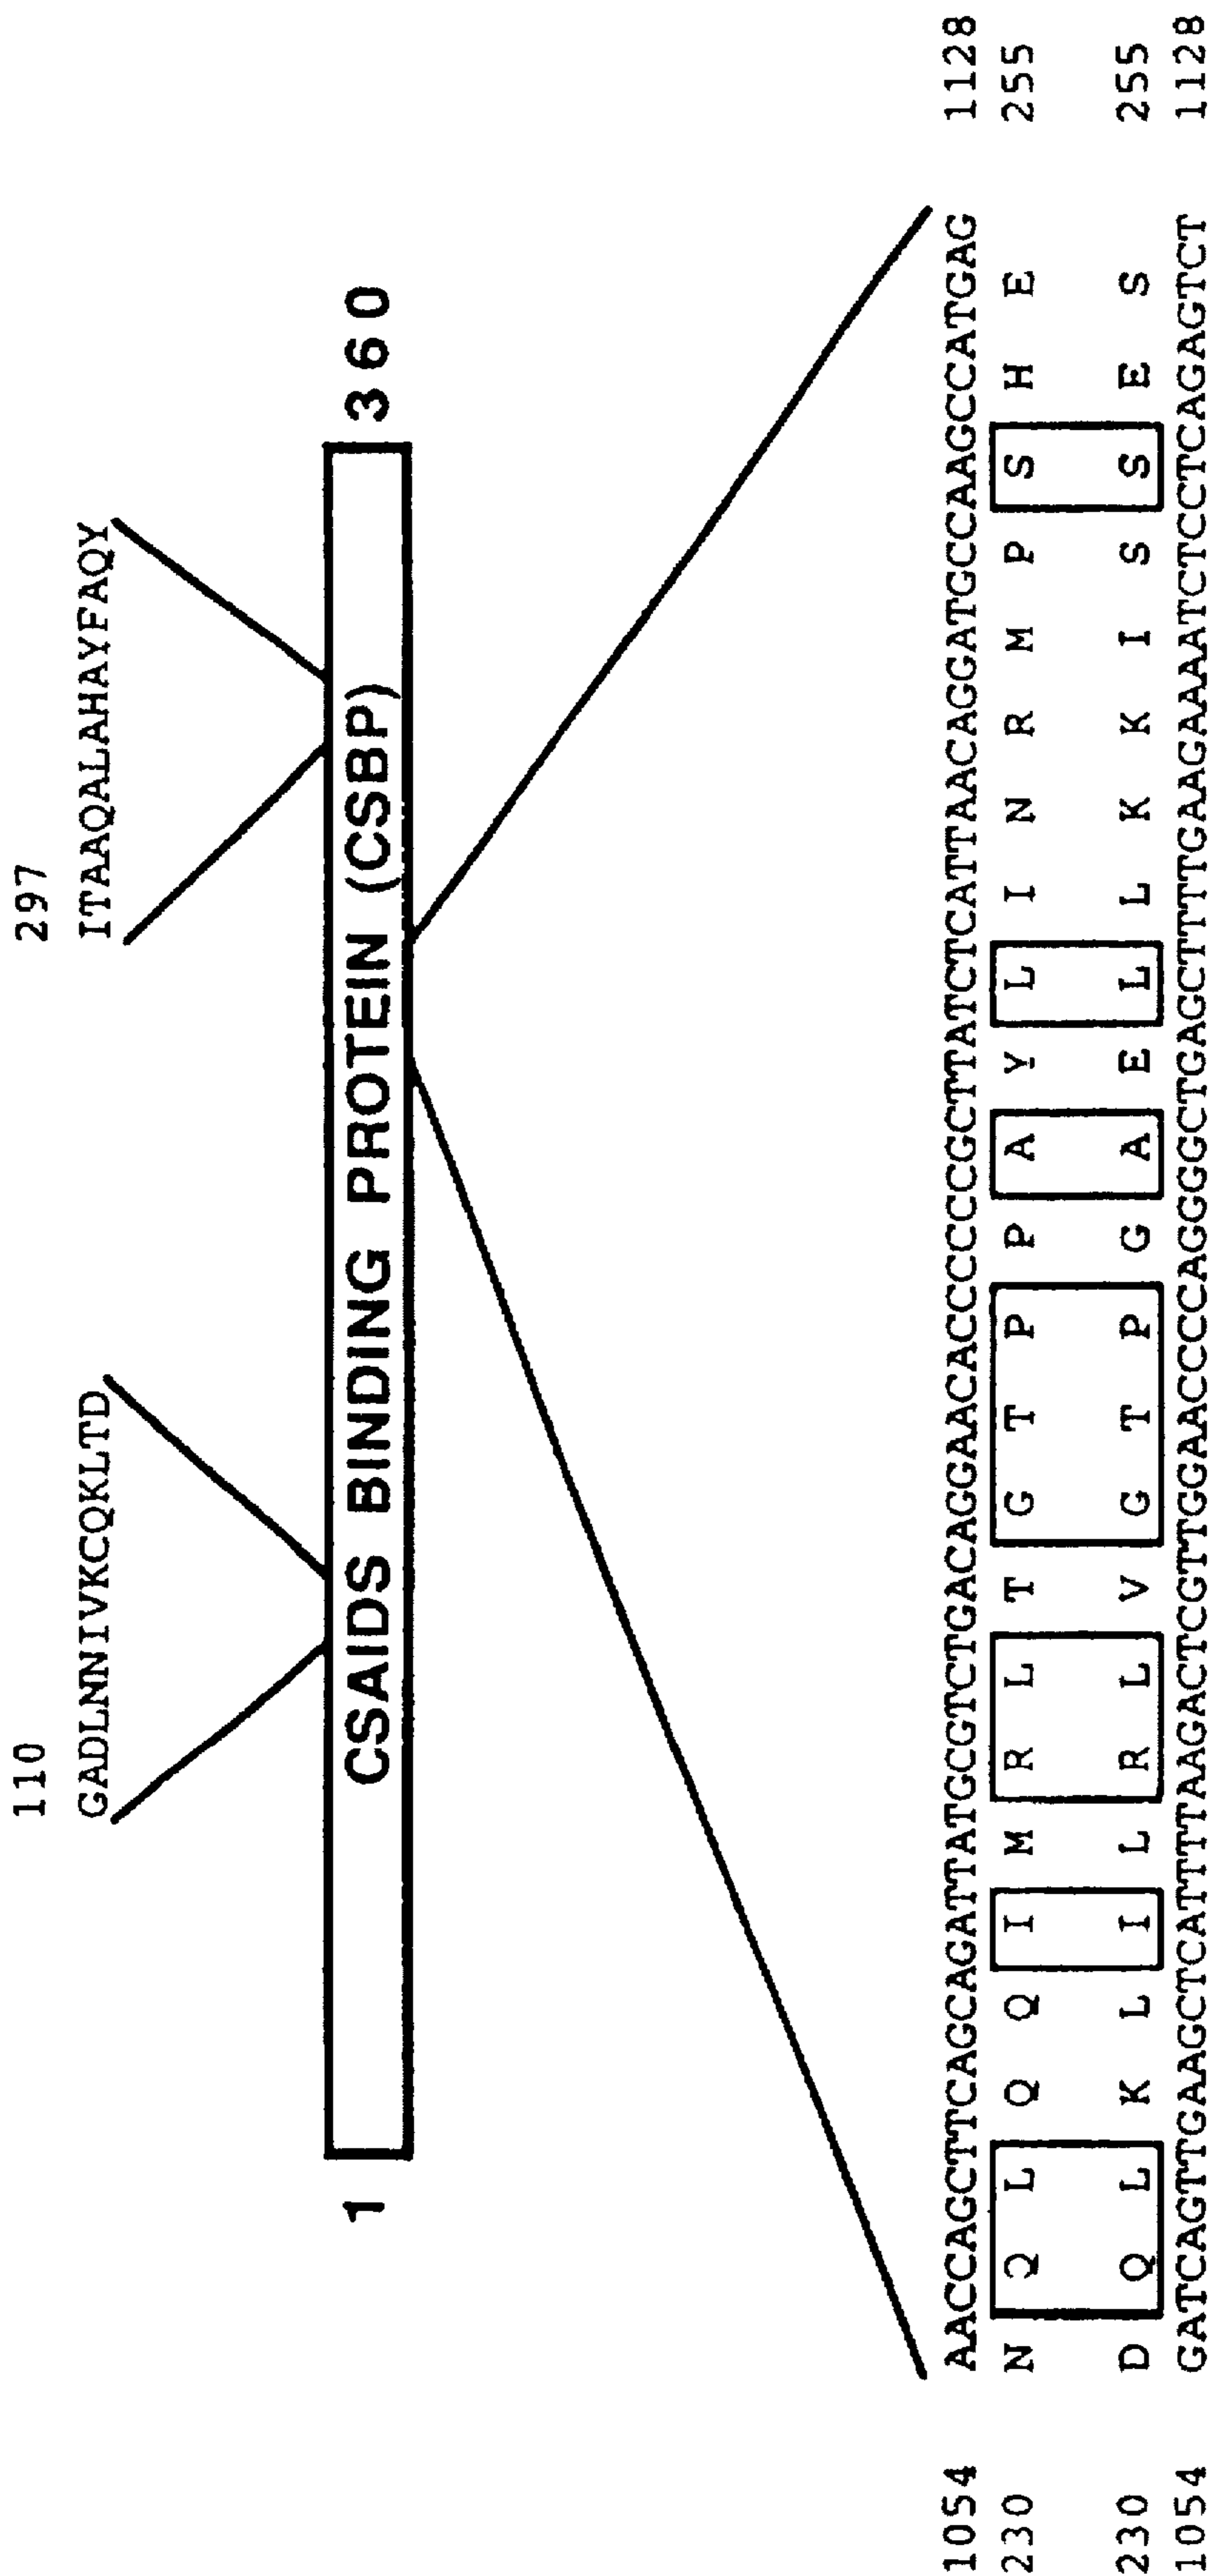 110 297
GADLNNIVKCQKLTD ITAAQALAHAYFAQY
1 CSAIDS BINDING PROTEIN (CSBP) 360
1054 AACCAGCTTCAGCAGATTATGCGTCTGACAGGAACACCCCCCGCTTATCTCATTAACAGGATGCCAAGCCATGAG 1128
230 N Q L Q Q I M R L T G T P P A Y L I N R M P S H E 255
230 D Q L K L I L R L V G T P G A E L L K K I S S E S 255
1054 GATCAGTTGAAGCTCATTTTAAGACTCGTTGGAACCCCAGGGGCTGAGCTTTTGAAGAAAATCTCCTCAGAGTCT 1128